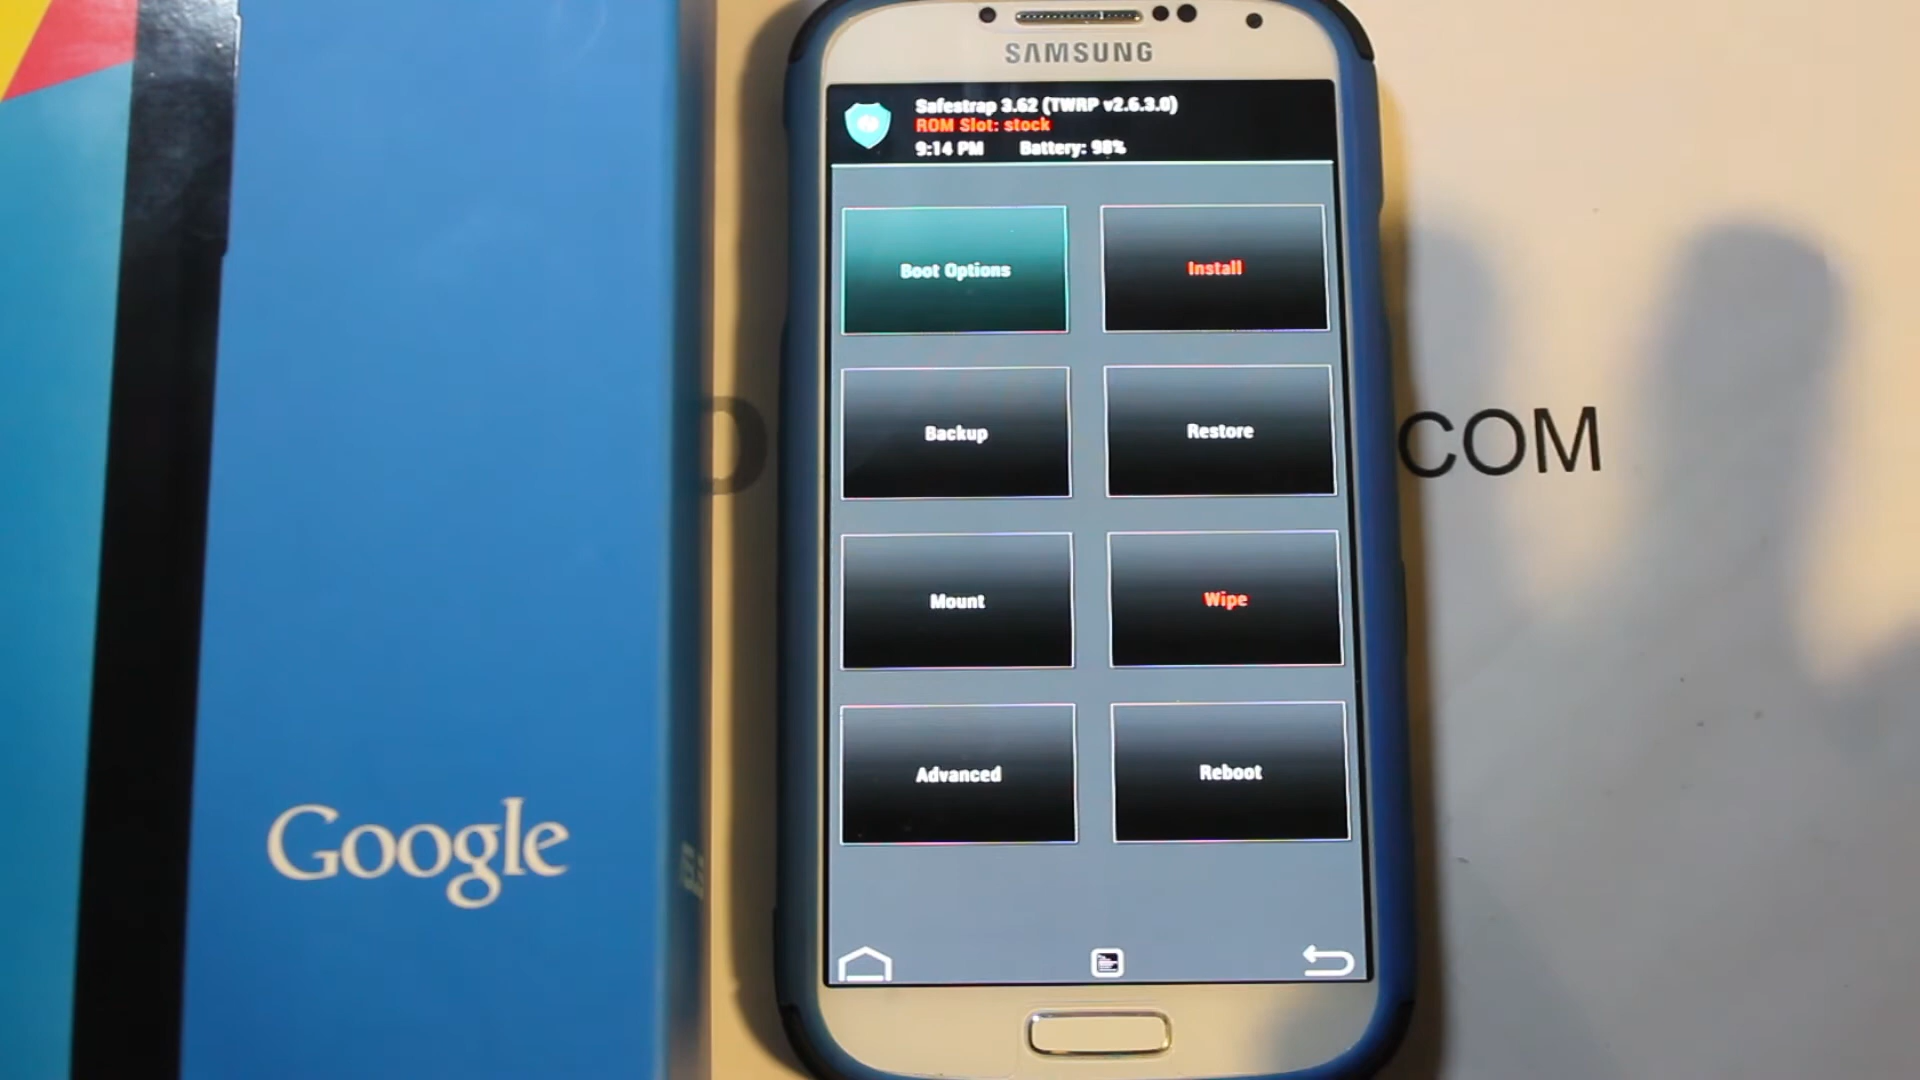 SAMSUNG
Safestrap 3.62 (TWRP v2.6.3.0)
ROM Slot: stock
9:14 PM Battery: 98%
Boot Options
Install
Backup
Restore
Mount
Wipe
Advanced
Reboot
Google
COM